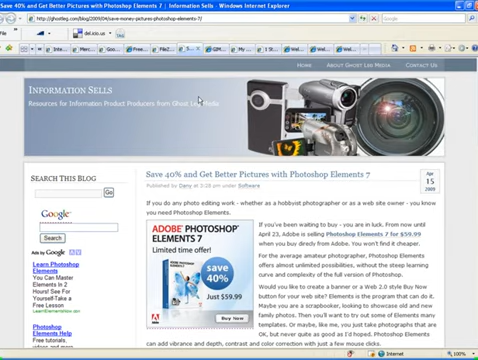 Save 40% and Get Better Pictures with Photoshop Elements 7 | Information Sells - Windows Internet Explorer
http://ghostleg.com/blog/2009/04/save-money-pictures-photoshop-elements-7/
del.icio.us
Home About Ghost Leg Media Contact Us
Information Sells
Resources for Information Product Producers from Ghost Leg Media
Search This Blog
Go
Google
Search
Ads by Google
Learn Photoshop
Elements
You Can Master
Elements in 2
Hours! See For
Yourself-Take a
Free Lesson
Photoshop
Elements Help
Free tutorials,
videos and more
Save 40% and Get Better Pictures with Photoshop Elements 7
Published by Dany at 3:28 pm under Software
Apr
15
2009
If you do any photo editing work - whether as a hobbyist photographer or as a web site owner - you
need Photoshop Elements.
ADOBE PHOTOSHOP
ELEMENTS 7
Limited time offer!
save
40%
Just $59.99
Buy Now
If you've been waiting to buy - you are in luck. From now until
April 23, Adobe is selling Photoshop Elements 7 for $59.99
when you buy direc from Adobe. You won't find it cheaper.
For the average amateur photographer, Photoshop Elements
offers almost unlimited possibilities, without the steep learning
curve and complexity of the full version of Photoshop.
Would you like to create a banner or a Web 2.0 style Buy Now
button for your web site? Elements is the program that can do it.
Maybe you are a scrapbooker, looking to showcase old and new
family photos. Then you'll want to try out some of Elements many
templates. Or maybe, like me, you just take photographs that are
OK, but never quite as good as I'd hoped. Photoshop Elements
can add vibrance and depth, contrast and color correction with just a few mouse clicks.
Internet
100%